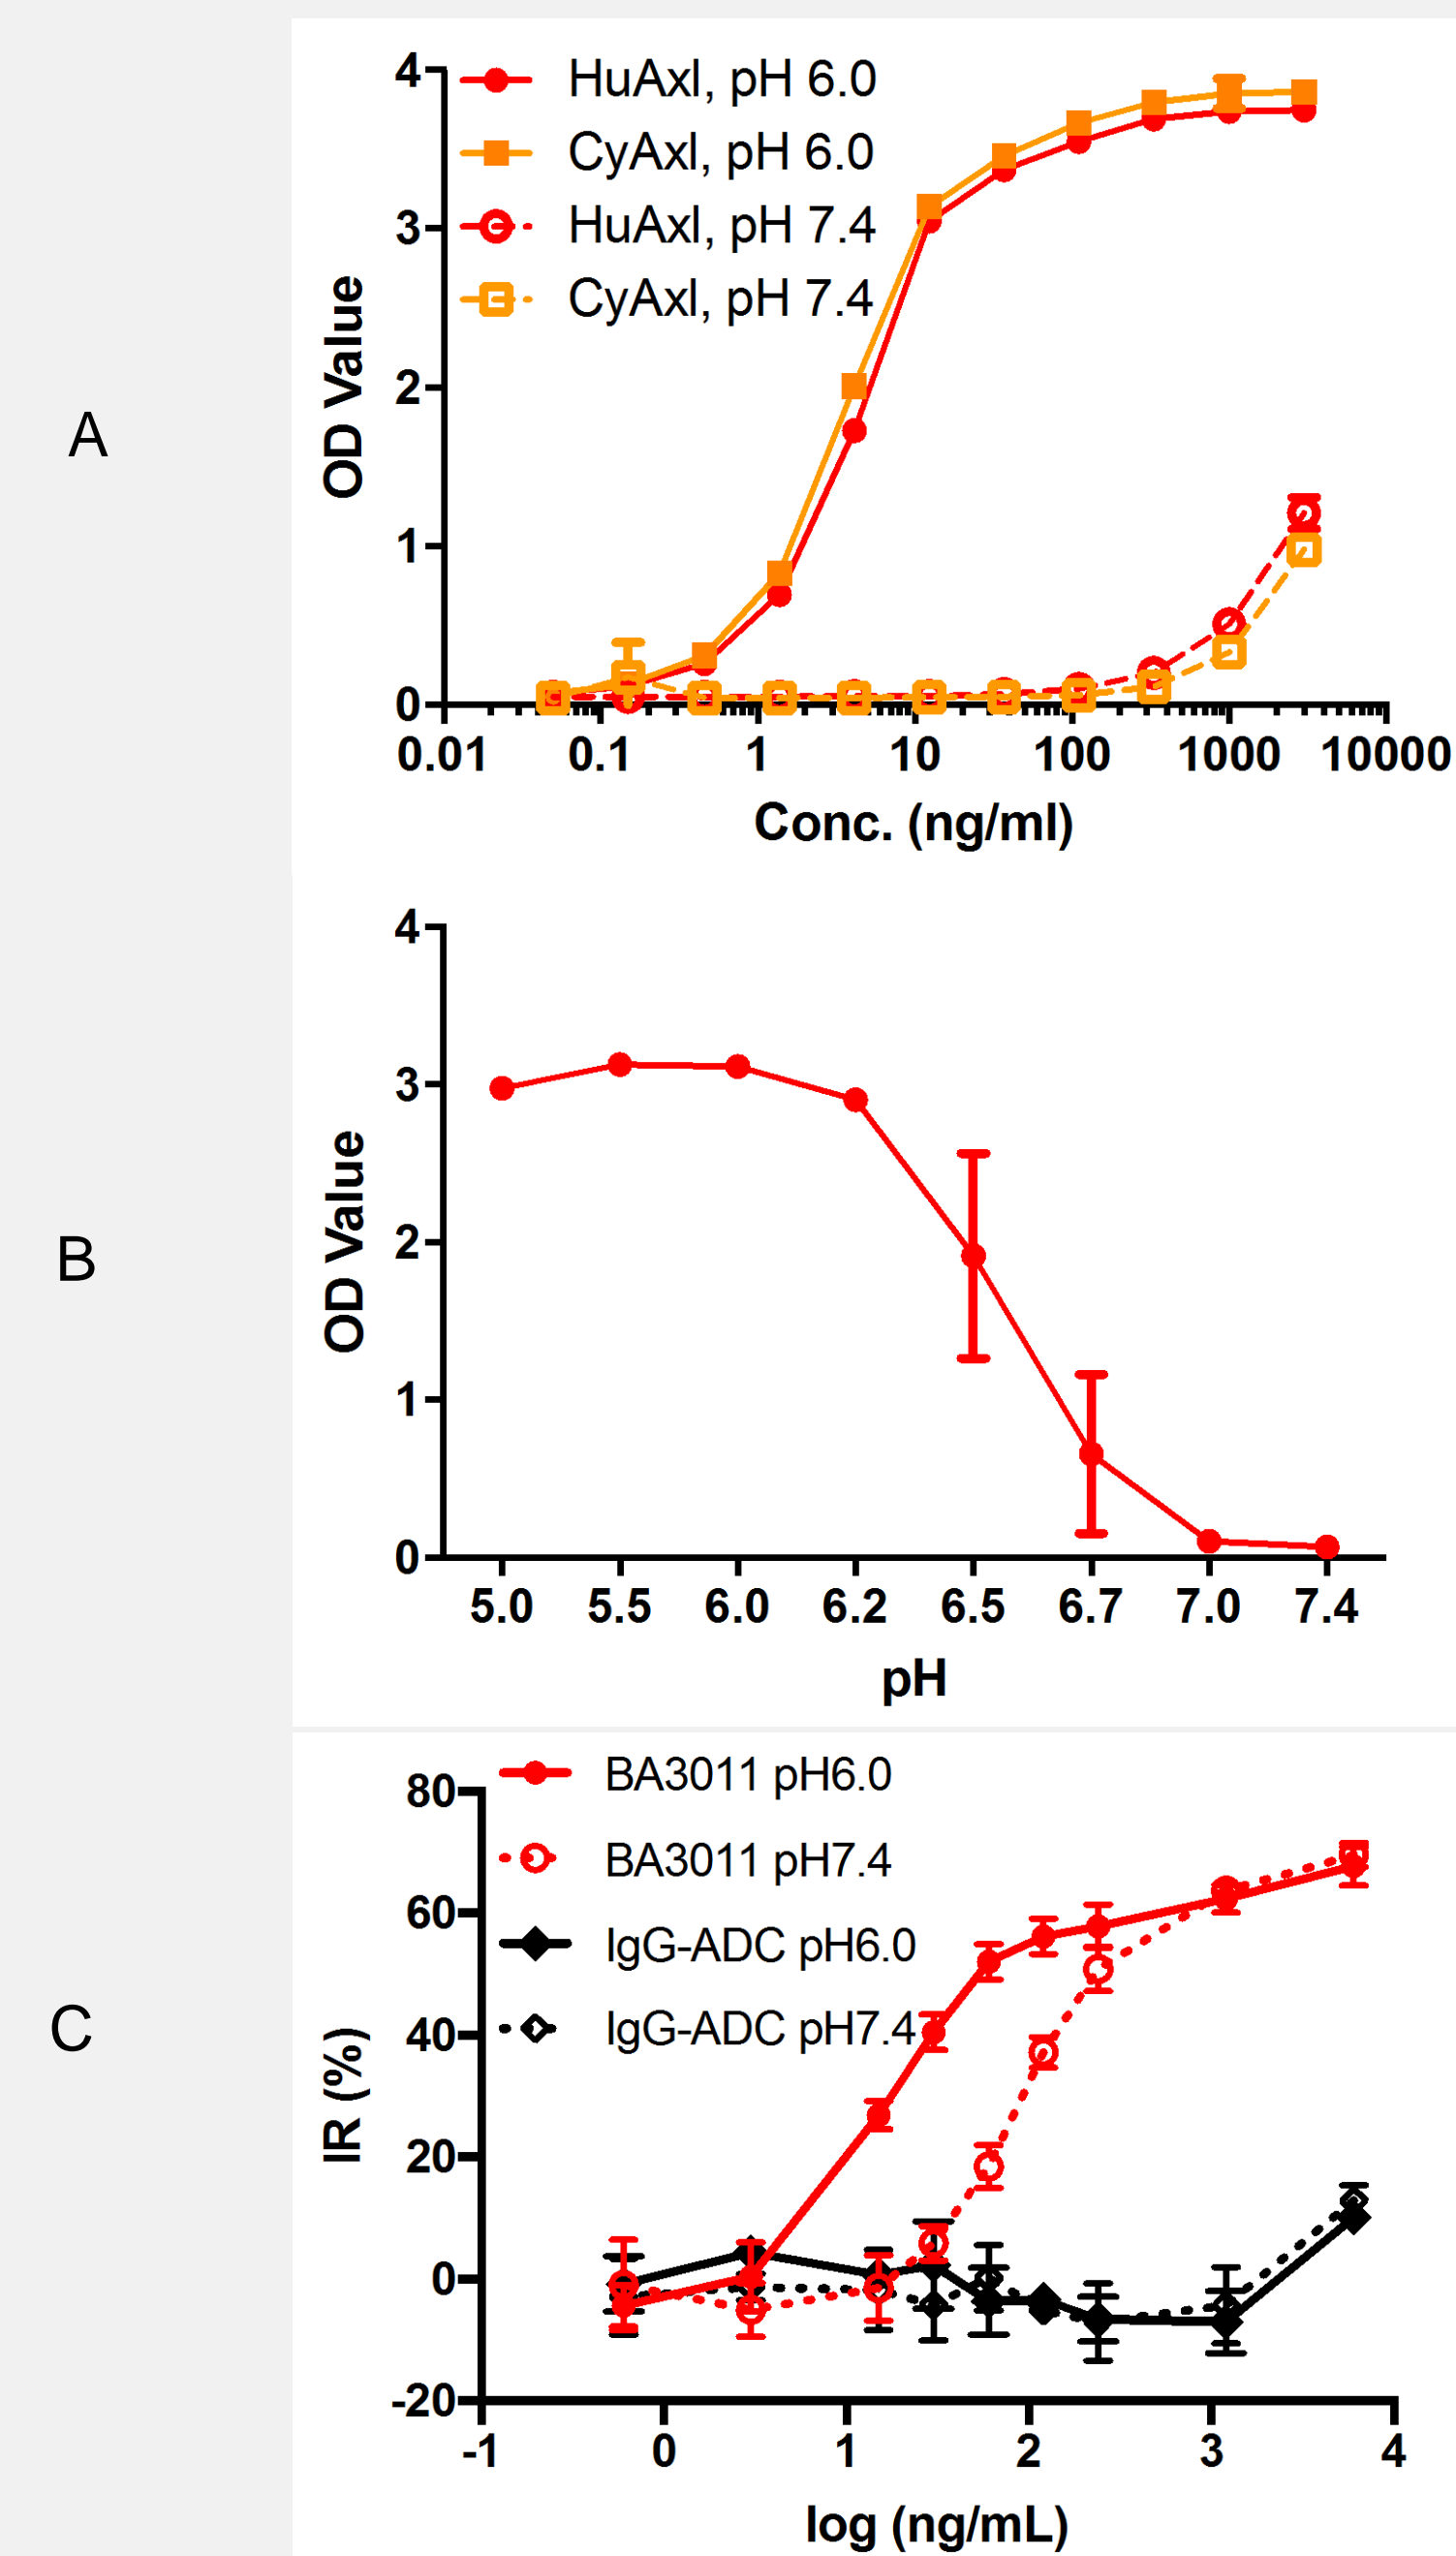 A
4
3
2
1
0
OD Value
HuAxl, pH 6.0
CyAxl, pH 6.0
HuAxl, pH 7.4
CyAxl, pH 7.4
0.01 0.1 1 10 100 1000 10000
Conc. (ng/ml)
B
4
3
2
1
0
OD Value
5.0 5.5 6.0 6.2 6.5 6.7 7.0 7.4
pH
C
80
60
40
20
0
-20
IR (%)
BA3011 pH6.0
BA3011 pH7.4
IgG-ADC pH6.0
IgG-ADC pH7.4
-1 0 1 2 3 4
log (ng/mL)